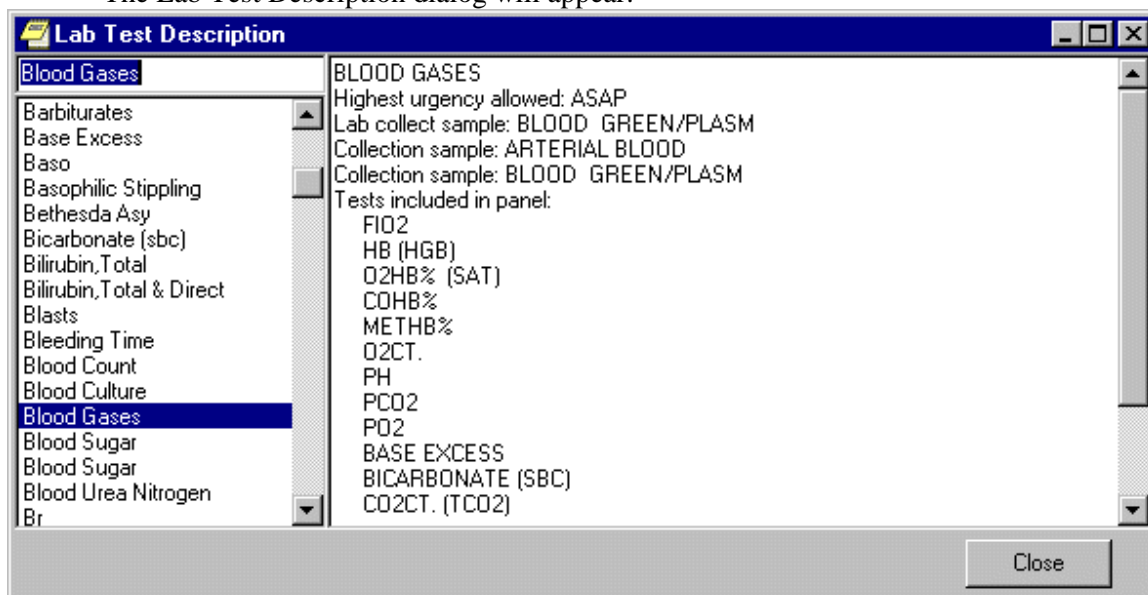 The Lab Test Description dialog will appear.
Lab Test Description
Blood Gases
Barbiturates
Base Excess
Baso
Basophilic Stippling
Bethesda Asy
Bicarbonate (sbc)
Bilirubin,Total
Bilirubin,Total & Direct
Blasts
Bleeding Time
Blood Count
Blood Culture
Blood Gases
Blood Sugar
Blood Sugar
Blood Urea Nitrogen
Br
BLOOD GASES
Highest urgency allowed: ASAP
Lab collect sample: BLOOD  GREEN/PLASM
Collection sample: ARTERIAL BLOOD
Collection sample: BLOOD  GREEN/PLASM
Tests included in panel:
FIO2
HB (HGB)
O2HB%  (SAT)
COHB%
METHB%
O2CT.
PH
PCO2
PO2
BASE EXCESS
BICARBONATE (SBC)
CO2CT. (TCO2)
Close